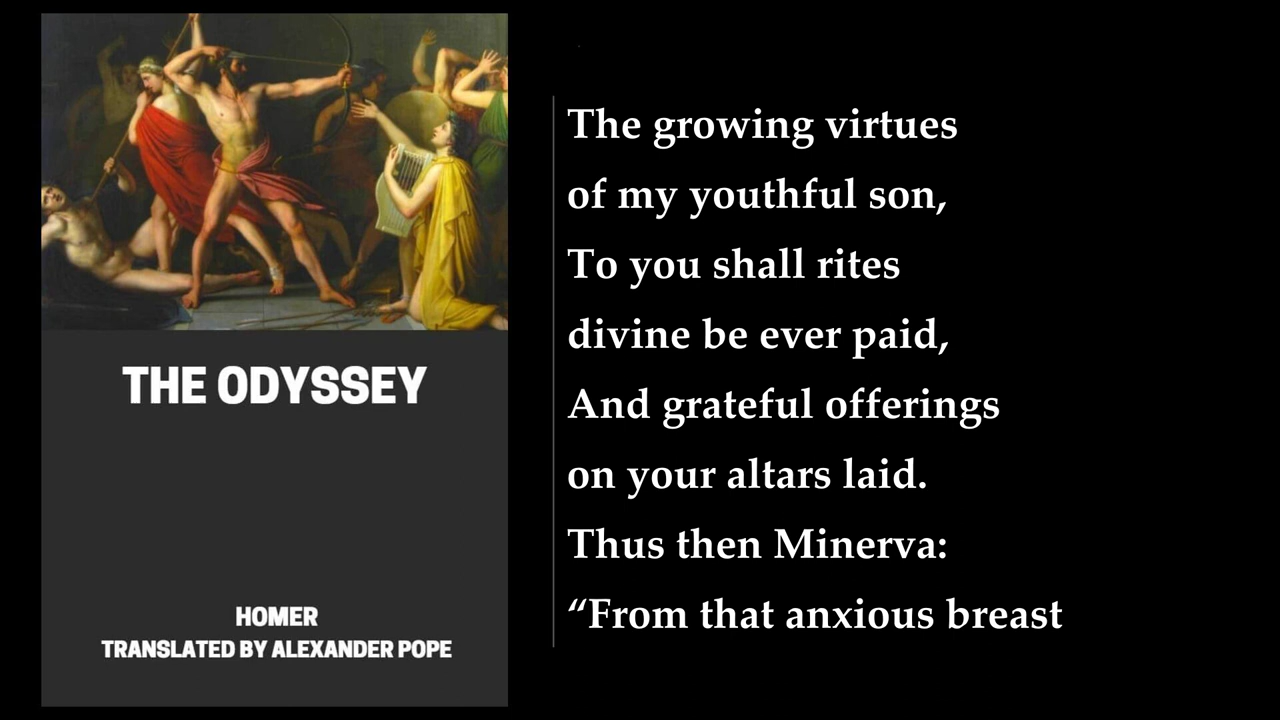 THE ODYSSEY
HOMER
TRANSLATED BY ALEXANDER POPE
The growing virtues
of my youthful son,
To you shall rites
divine be ever paid,
And grateful offerings
on your altars laid.
Thus then Minerva:
“From that anxious breast